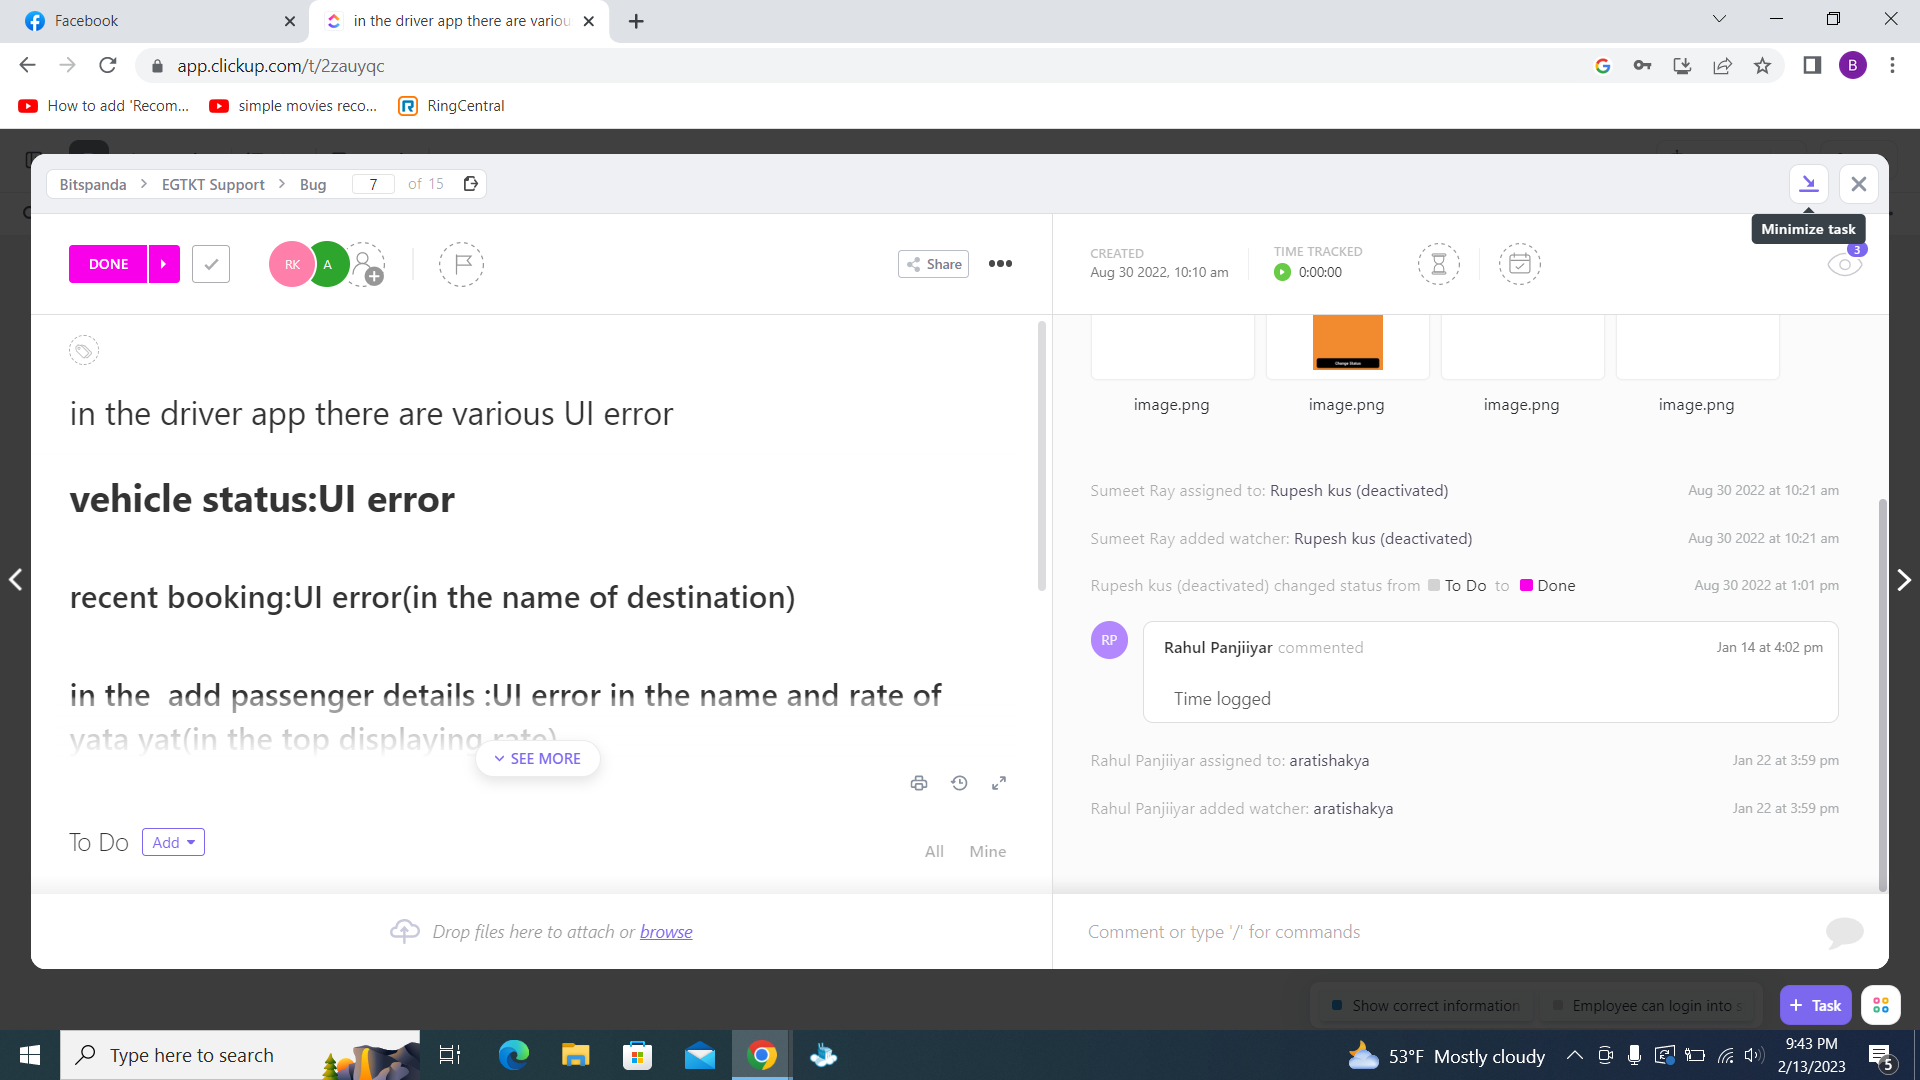 Facebook
in the driver app there are variou
app.clickup.com/t/2zauyqc
B
How to add 'Recom...
simple movies reco...
RingCentral
Bitspanda > EGTKT Support > Bug 7 of 15
Minimize task
DONE
RK A
Share
CREATED
Aug 30 2022, 10:10 am
TIME TRACKED
0:00:00
3
in the driver app there are various UI error
vehicle status:UI error
recent booking:UI error(in the name of destination)
in the  add passenger details :UI error in the name and rate of
yata yat(in the top displaying rate)
SEE MORE
To Do Add
All Mine
Drop files here to attach or browse
Change Status
image.png image.png image.png image.png
Sumeet Ray assigned to: Rupesh kus (deactivated) Aug 30 2022 at 10:21 am
Sumeet Ray added watcher: Rupesh kus (deactivated) Aug 30 2022 at 10:21 am
Rupesh kus (deactivated) changed status from To Do to Done Aug 30 2022 at 1:01 pm
RP
Rahul Panjiiyar commented Jan 14 at 4:02 pm
Time logged
Rahul Panjiiyar assigned to: aratishakya Jan 22 at 3:59 pm
Rahul Panjiiyar added watcher: aratishakya Jan 22 at 3:59 pm
Comment or type '/' for commands
Show correct information
Employee can login into s
+ Task
Type here to search
53°F Mostly cloudy
9:43 PM
2/13/2023
5